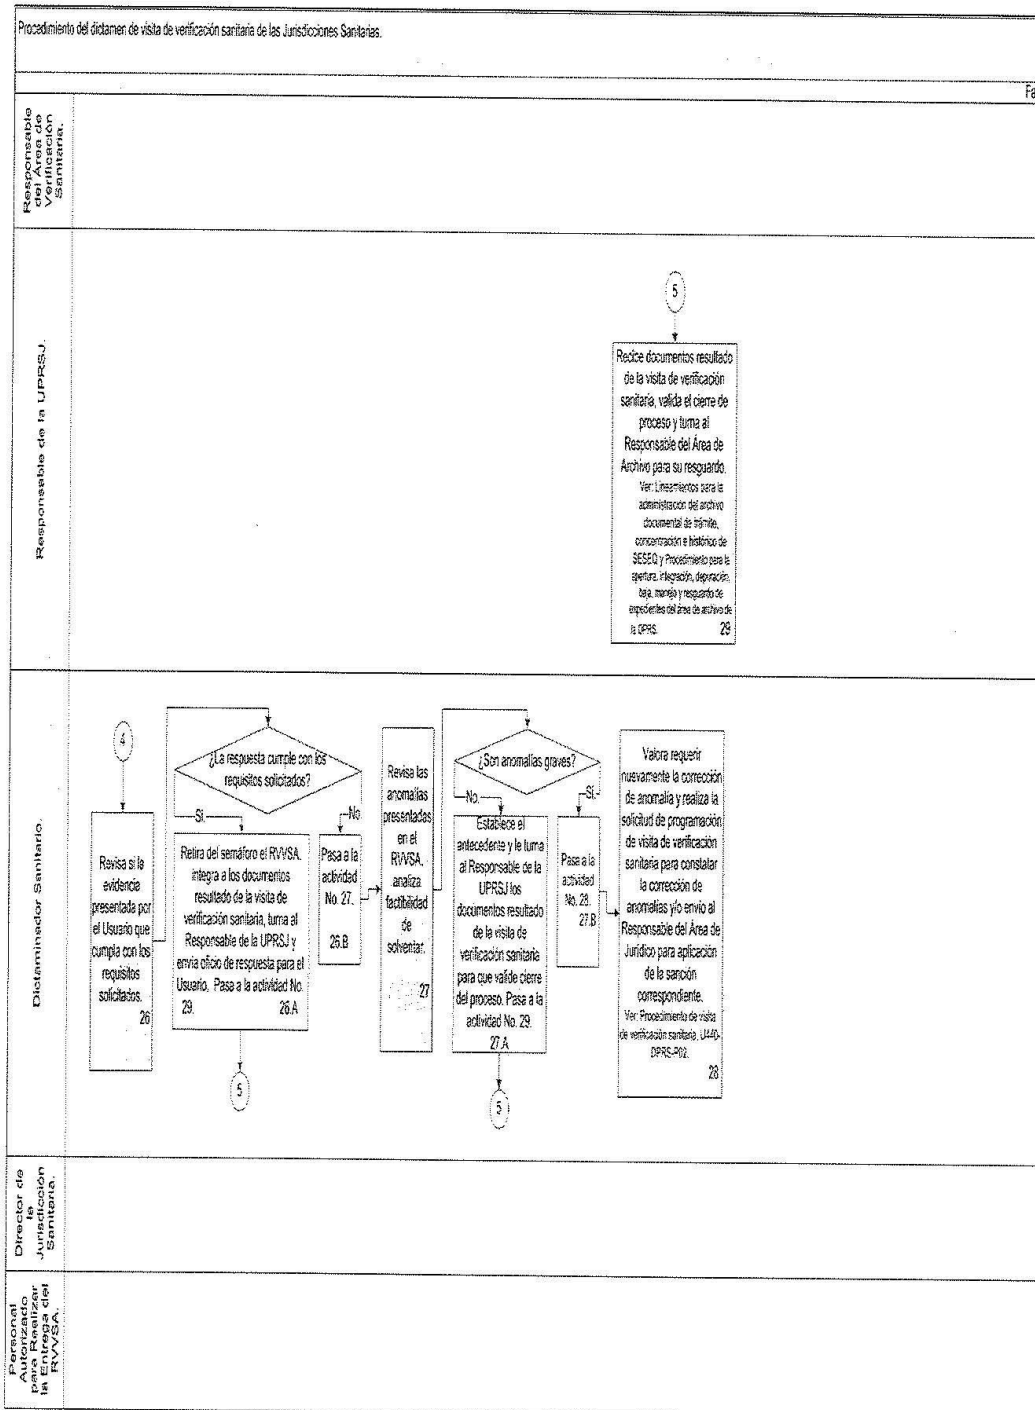 Procedimiento del dictamen de visita de verificación sanitaria de las Jurisdicciones Sanitarias.
Fa
Responsable
del Área de
Verificación
Sanitaria.
Responsable de la UPRSJ.
5
Recibe documentos resultado
de la visita de verificación
sanitaria, valida el cierre de
proceso y turna al
Responsable del Área de
Archivo para su resguardo.
Ver: Lineamientos para la
administración del archivo
documental de trámite,
concentración e histórico de
SESEQ y Procedimiento para la
apertura, integración, depuración,
baja, manejo y resguardo de
expedientes del área de archivo de
la DPRS.
29
Dictaminador Sanitario.
4
Revisa si la
evidencia
presentada por
el Usuario que
cumpla con los
requisitos
solicitados.
26
¿La respuesta cumple con los
requisitos solicitados?
Sí.
No.
Retira del semáforo el RVVSA,
integra a los documentos
resultado de la visita de
verificación sanitaria, turna al
Responsable de la UPRSJ y
envía oficio de respuesta para el
Usuario. Pasa a la actividad No.
29. 26.A
5
Pasa a la
actividad
No. 27.
26.B
Revisa las
anomalías
presentadas
en el
RVVSA,
analiza
factibilidad
de
solventar.
27
¿Son anomalías graves?
No.
Sí.
Establece el
antecedente y le turna
al Responsable de la
UPRSJ los
documentos resultado
de la visita de
verificación sanitaria
para que valide cierre
del proceso. Pasa a la
actividad No. 29.
27.A
5
Pasa a la
actividad
No. 28.
27.B
Valora requerir
nuevamente la corrección
de anomalía y realiza la
solicitud de programación
de visita de verificación
sanitaria para constatar
la corrección de
anomalías y/o envío al
Responsable del Área de
Jurídico para aplicación
de la sanción
correspondiente.
Ver: Procedimiento de visita
de verificación sanitaria, U440-
DPRS-P02.
28
Director de
la
Jurisdicción
Sanitaria.
Personal
Autorizado
para Realizar
la Entrega del
RVVSA.